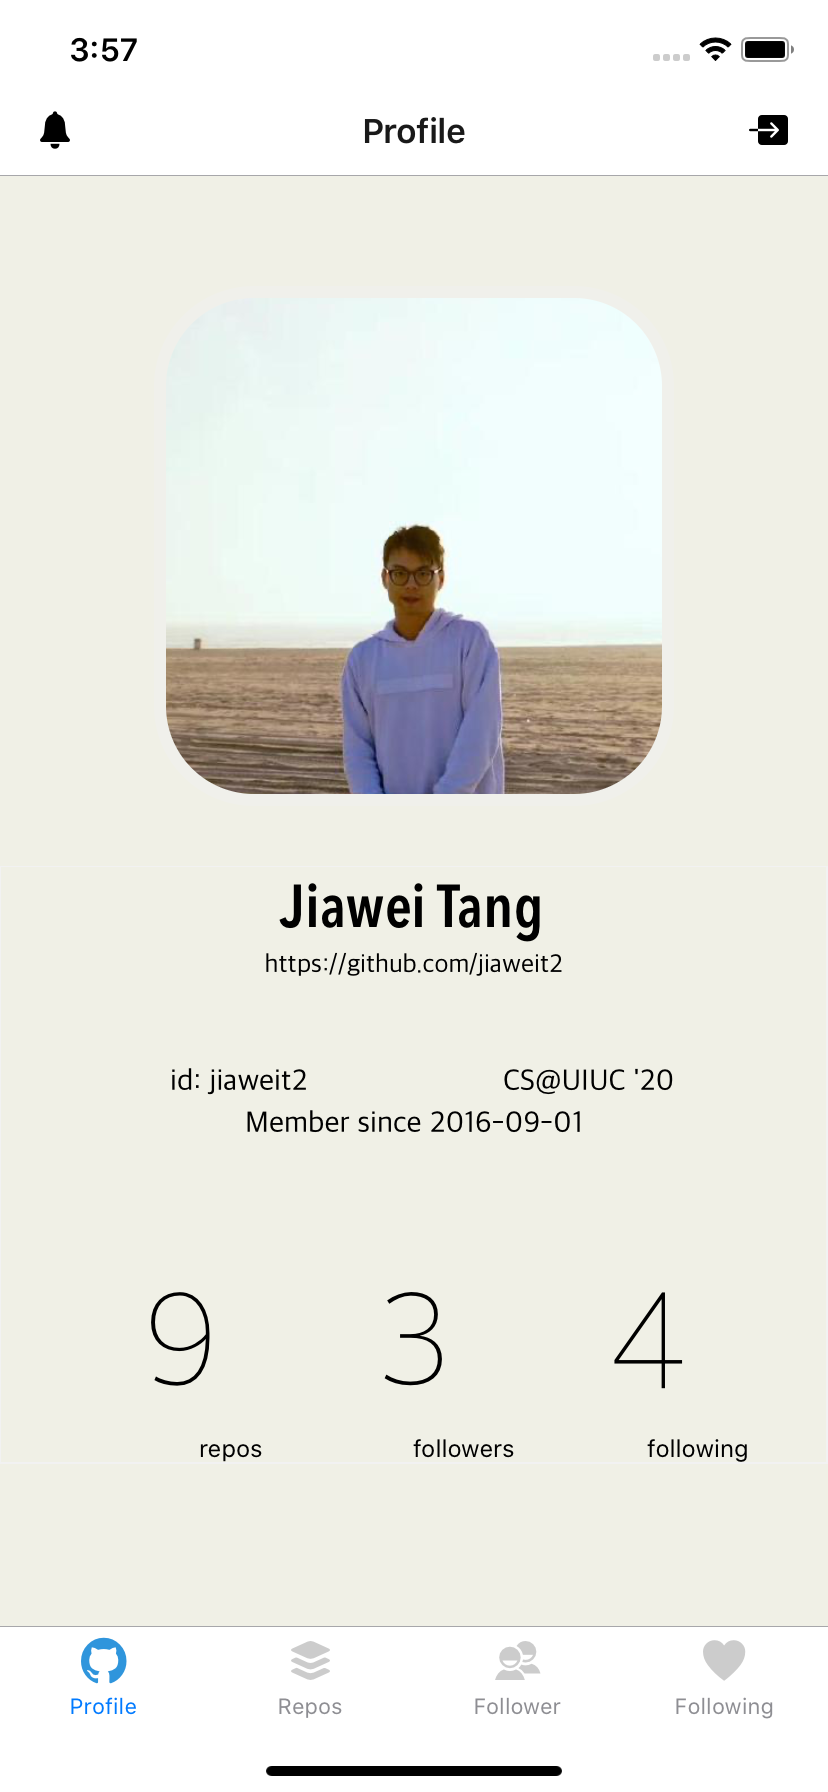 3:57
Profile
Jiawei Tang
https://github.com/jiaweit2
id: jiaweit2 CS@UIUC '20
Member since 2016-09-01
9 3 4
repos followers following
Profile Repos Follower Following